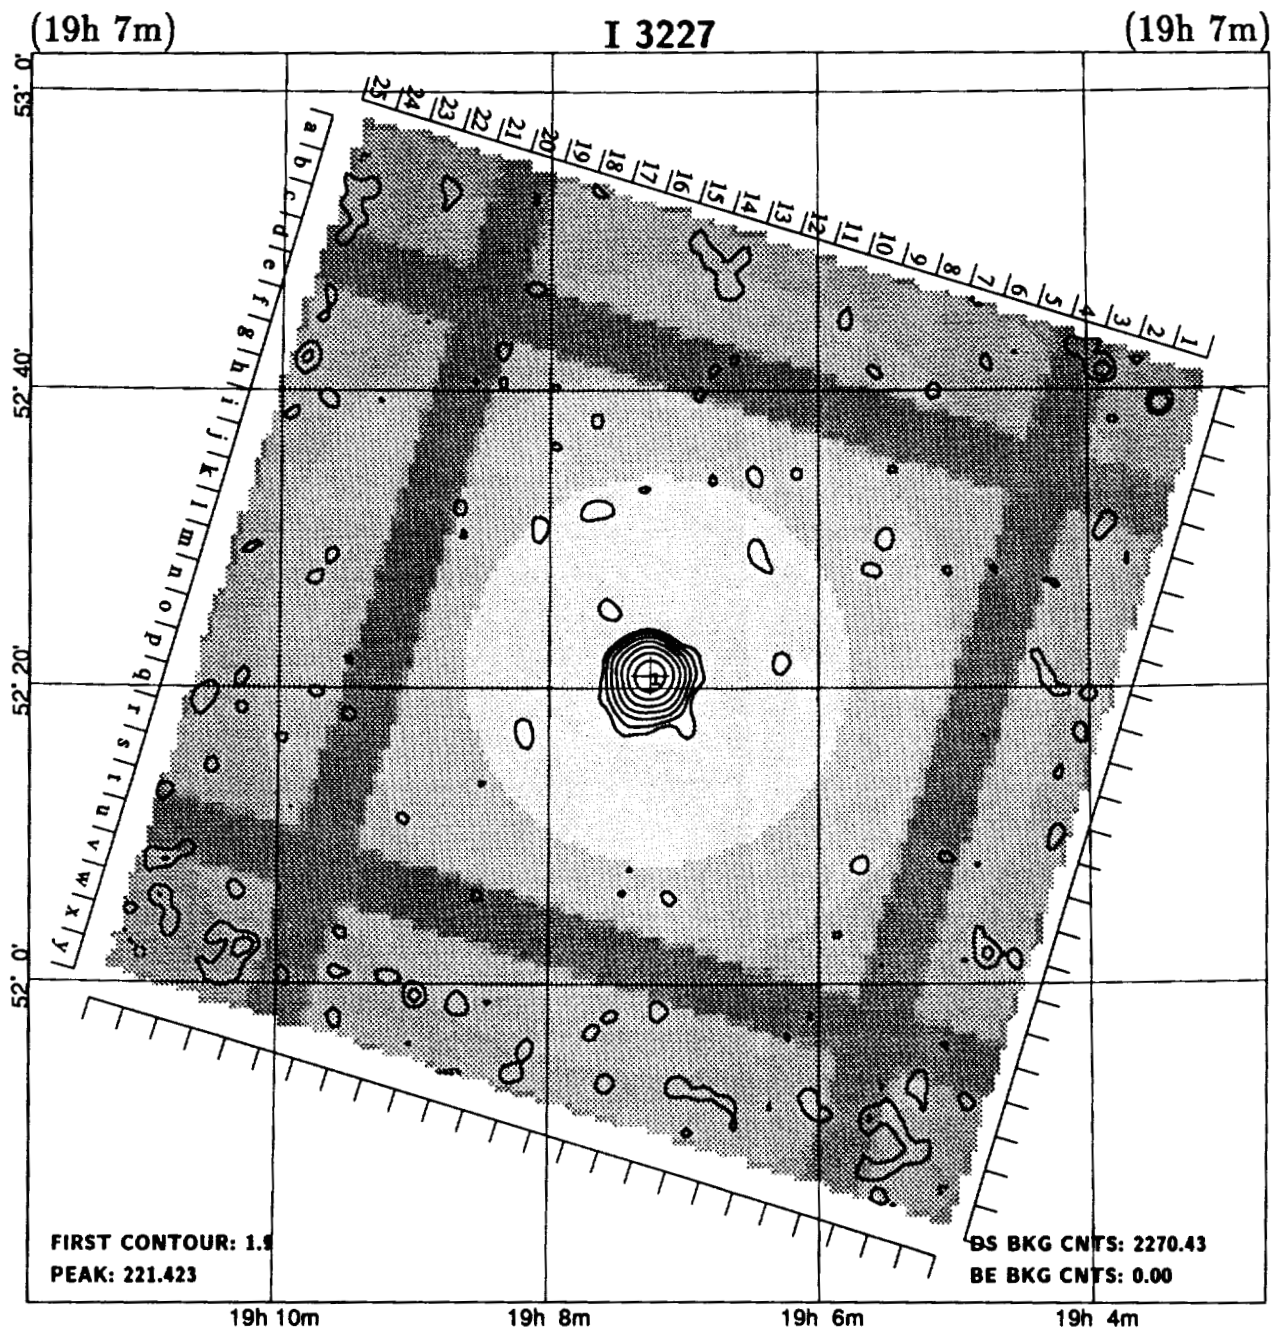 (19h 7m) I 3227 (19h 7m)
53° 0'
25 24 23 22 21 20 19 18 17 16 15 14 13 12 11 10 9 8 7 6 5 4 3 2 1
a b c d e f g h i j k l m n o p q r s t u v w x y
52° 40'
52° 20'
52° 0'
FIRST CONTOUR: 1.9 DS BKG CNTS: 2270.43
PEAK: 221.423 BE BKG CNTS: 0.00
19h 10m 19h 8m 19h 6m 19h 4m